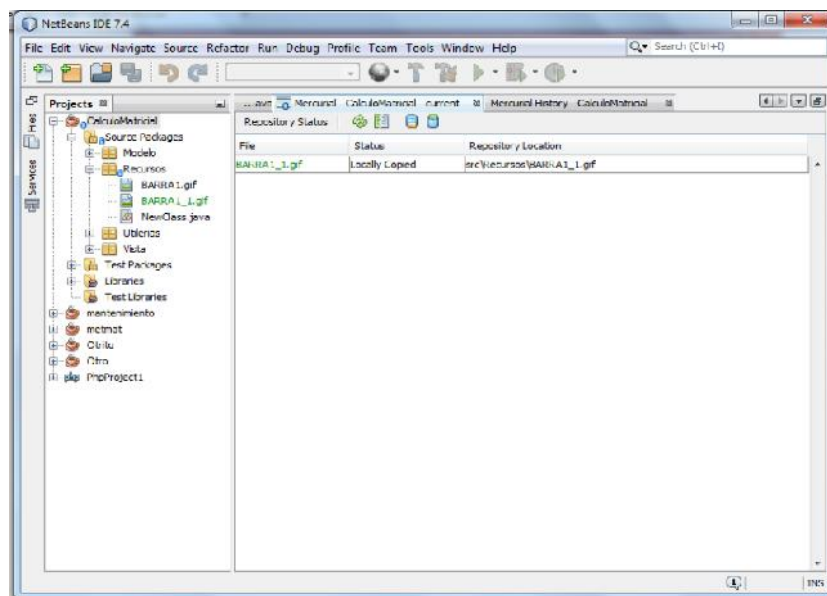 NetBeans IDE 7.4
File Edit View Navigate Source Refactor Run Debug Profile Team Tools Window Help
Search (Ctrl+I)
Projects
Files
Services
Mercurial CalculoMatricial current
Mercurial History CalculoMatricial
Repository Status
File Status Repository Location
BARRA1_1.gif Locally Copied src\Recursos\BARRA1_1.gif
CalculoMatricial
Source Packages
Modelo
Recursos
BARRA1.gif
BARRA1_1.gif
NewClass java
Utilerias
Vista
Test Packages
Libraries
Test Libraries
mantenimiento
metmat
Otro
PhpProject1
INS